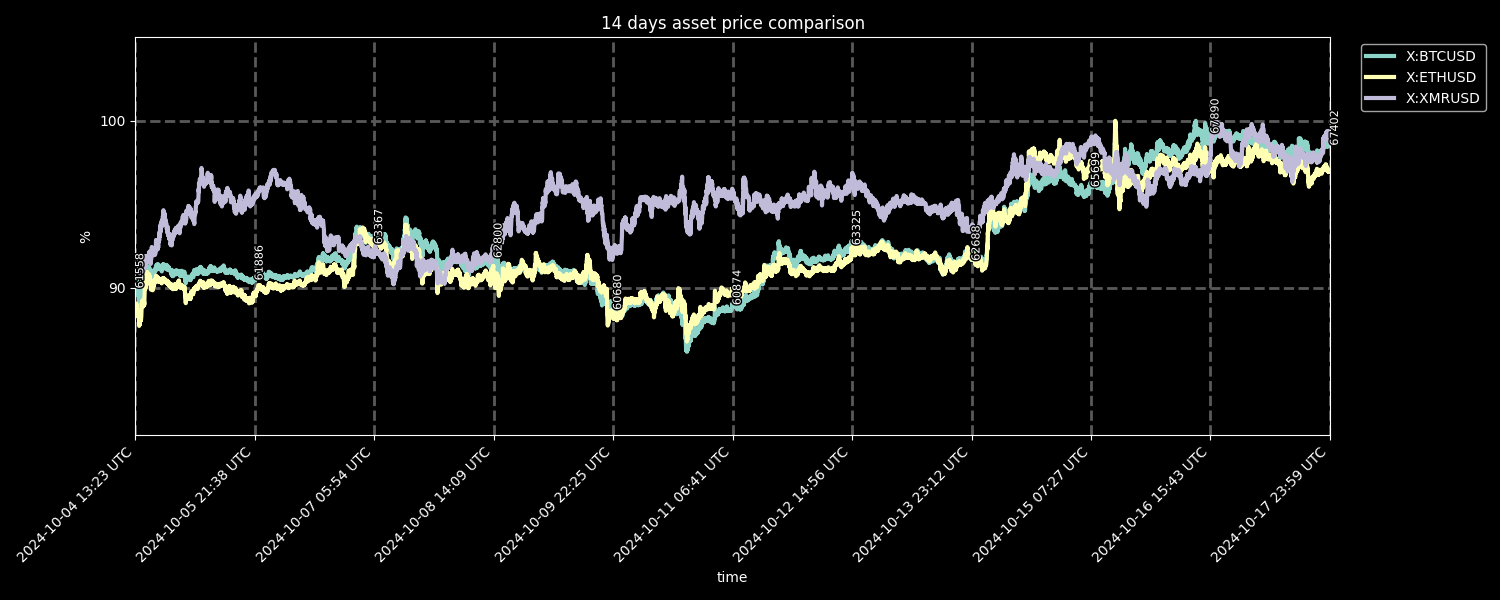 14 days asset price comparison
X:BTCUSD
X:ETHUSD
X:XMRUSD
100
90
%
61558
61886
63367
62800
60680
60874
63325
62688
65699
67890
67402
2024-10-04 13:23 UTC
2024-10-05 21:38 UTC
2024-10-07 05:54 UTC
2024-10-08 14:09 UTC
2024-10-09 22:25 UTC
2024-10-11 06:41 UTC
2024-10-12 14:56 UTC
2024-10-13 23:12 UTC
2024-10-15 07:27 UTC
2024-10-16 15:43 UTC
2024-10-17 23:59 UTC
time